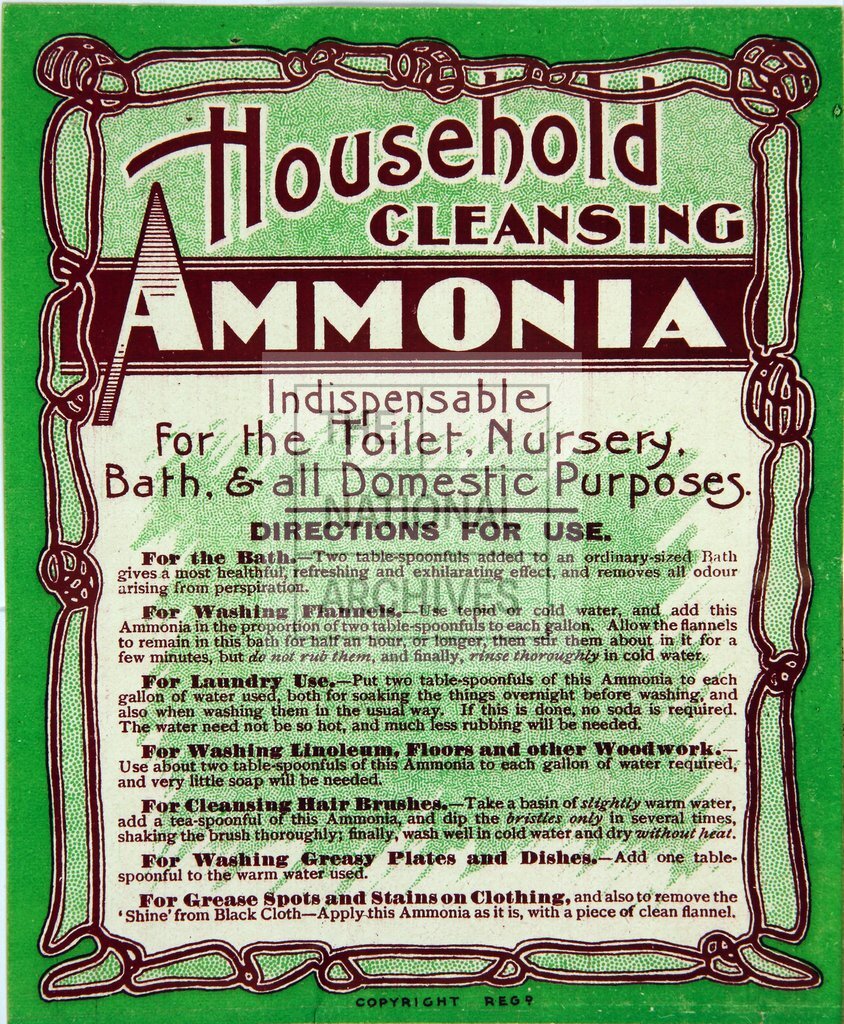 Household
CLEANSING
AMMONIA
Indispensable
For the Toilet, Nursery,
Bath, & all Domestic Purposes.
THE
NATIONAL
ARCHIVES
DIRECTIONS FOR USE.
For the Bath.—Two table-spoonfuls added to an ordinary-sized Bath
gives a most healthful, refreshing and exhilarating effect, and removes all odour
arising from perspiration.
For Washing Flannels.—Use tepid or cold water, and add this
Ammonia in the proportion of two table-spoonfuls to each gallon. Allow the flannels
to remain in this bath for half an hour, or longer, then stir them about in it for a
few minutes, but do not rub them, and finally, rinse thoroughly in cold water.
For Laundry Use.—Put two table-spoonfuls of this Ammonia to each
gallon of water used, both for soaking the things overnight before washing, and
also when washing them in the usual way. If this is done, no soda is required.
The water need not be so hot, and much less rubbing will be needed.
For Washing Linoleum, Floors and other Woodwork.—
Use about two table-spoonfuls of this Ammonia to each gallon of water required,
and very little soap will be needed.
For Cleansing Hair Brushes.—Take a basin of slightly warm water,
add a tea-spoonful of this Ammonia, and dip the bristles only in several times,
shaking the brush thoroughly; finally, wash well in cold water and dry without heat.
For Washing Greasy Plates and Dishes.—Add one table-
spoonful to the warm water used.
For Grease Spots and Stains on Clothing, and also to remove the
'Shine' from Black Cloth—Apply this Ammonia as it is, with a piece of clean flannel.
COPYRIGHT REGD